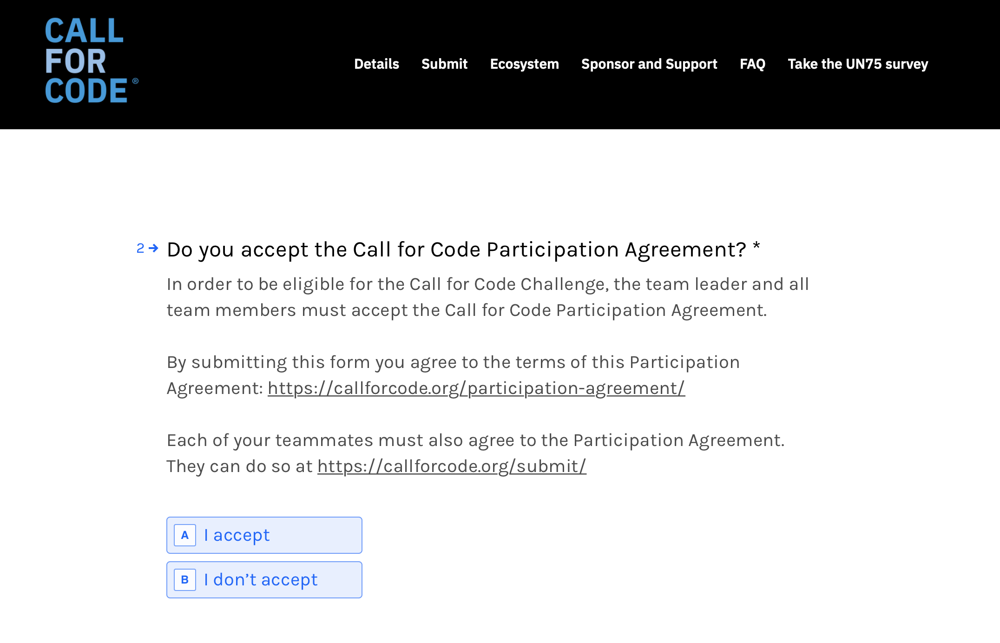 CALL
FOR
CODE ®
Details Submit Ecosystem Sponsor and Support FAQ Take the UN75 survey
2 → Do you accept the Call for Code Participation Agreement? *
In order to be eligible for the Call for Code Challenge, the team leader and all
team members must accept the Call for Code Participation Agreement.
By submitting this form you agree to the terms of this Participation
Agreement: https://callforcode.org/participation-agreement/
Each of your teammates must also agree to the Participation Agreement.
They can do so at https://callforcode.org/submit/
A I accept
B I don’t accept